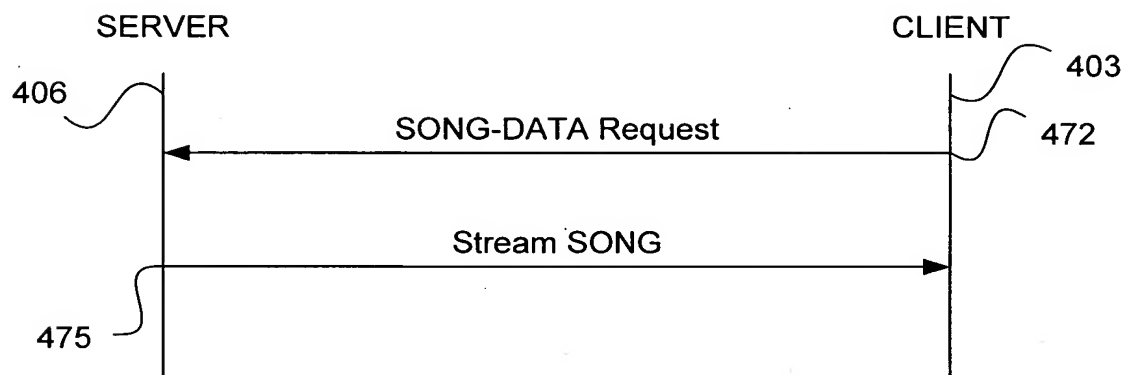 SERVER
CLIENT
406
403
SONG-DATA Request
472
Stream SONG
475